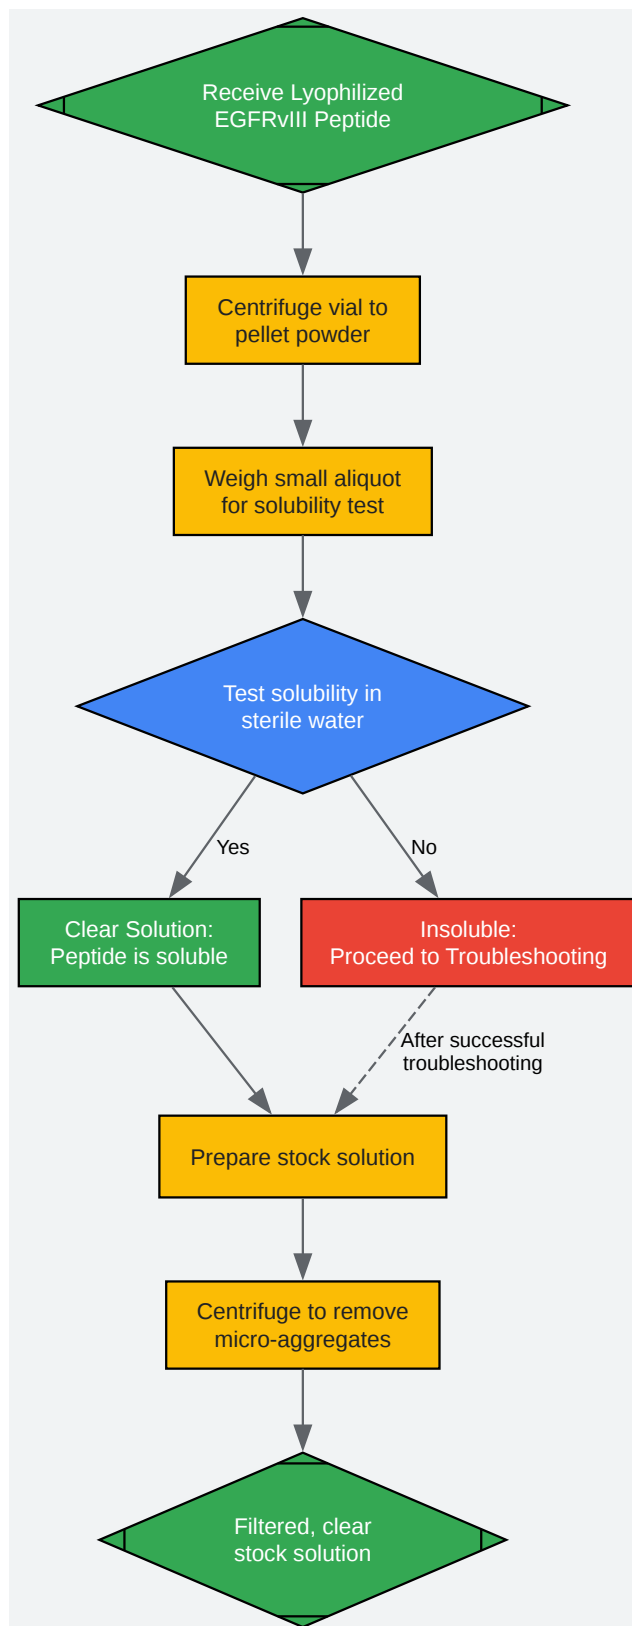 Receive Lyophilized
EGFRvIII Peptide
Centrifuge vial to
pellet powder
Weigh small aliquot
for solubility test
Test solubility in
sterile water
Yes
No
Clear Solution:
Peptide is soluble
Insoluble:
Proceed to Troubleshooting
After successful
troubleshooting
Prepare stock solution
Centrifuge to remove
micro-aggregates
Filtered, clear
stock solution